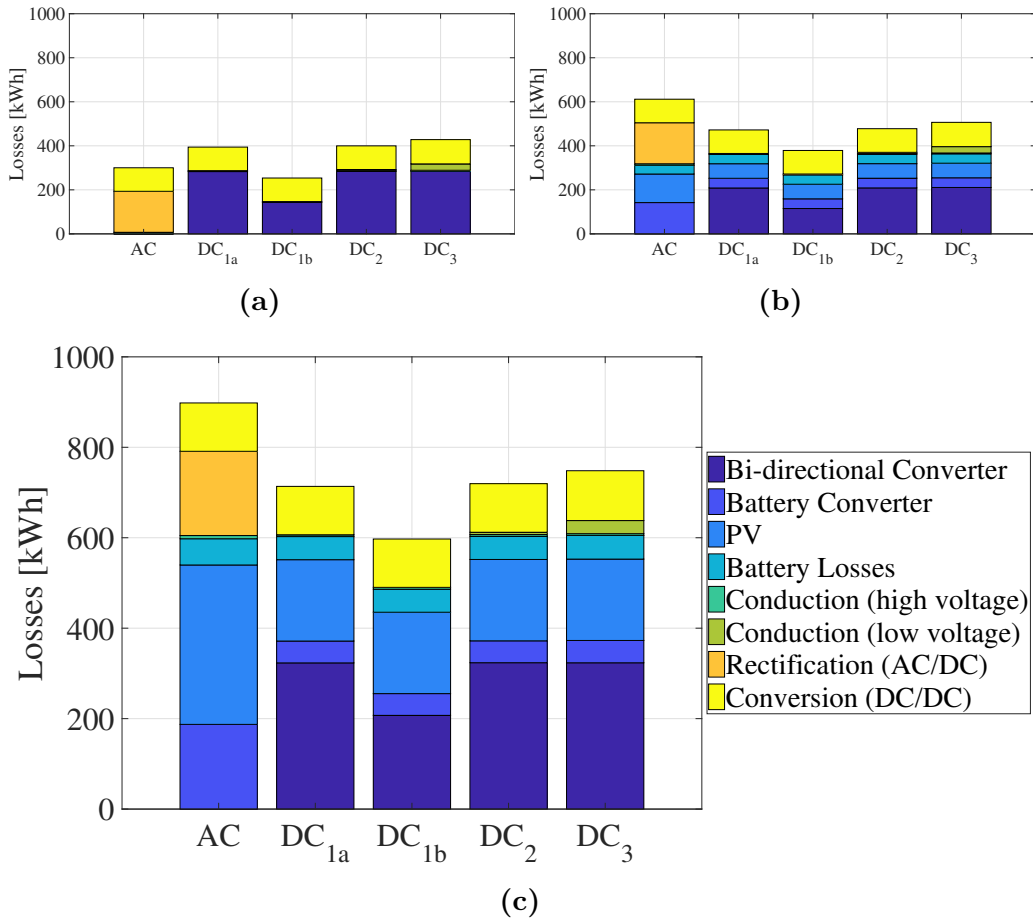 1000
800
600
400
200
0
Losses [kWh]
AC DC1a DC1b DC2 DC3
(a)
1000
800
600
400
200
0
Losses [kWh]
AC DC1a DC1b DC2 DC3
(b)
1000
800
600
400
200
0
Losses [kWh]
AC DC1a DC1b DC2 DC3
Bi-directional Converter
Battery Converter
PV
Battery Losses
Conduction (high voltage)
Conduction (low voltage)
Rectification (AC/DC)
Conversion (DC/DC)
(c)